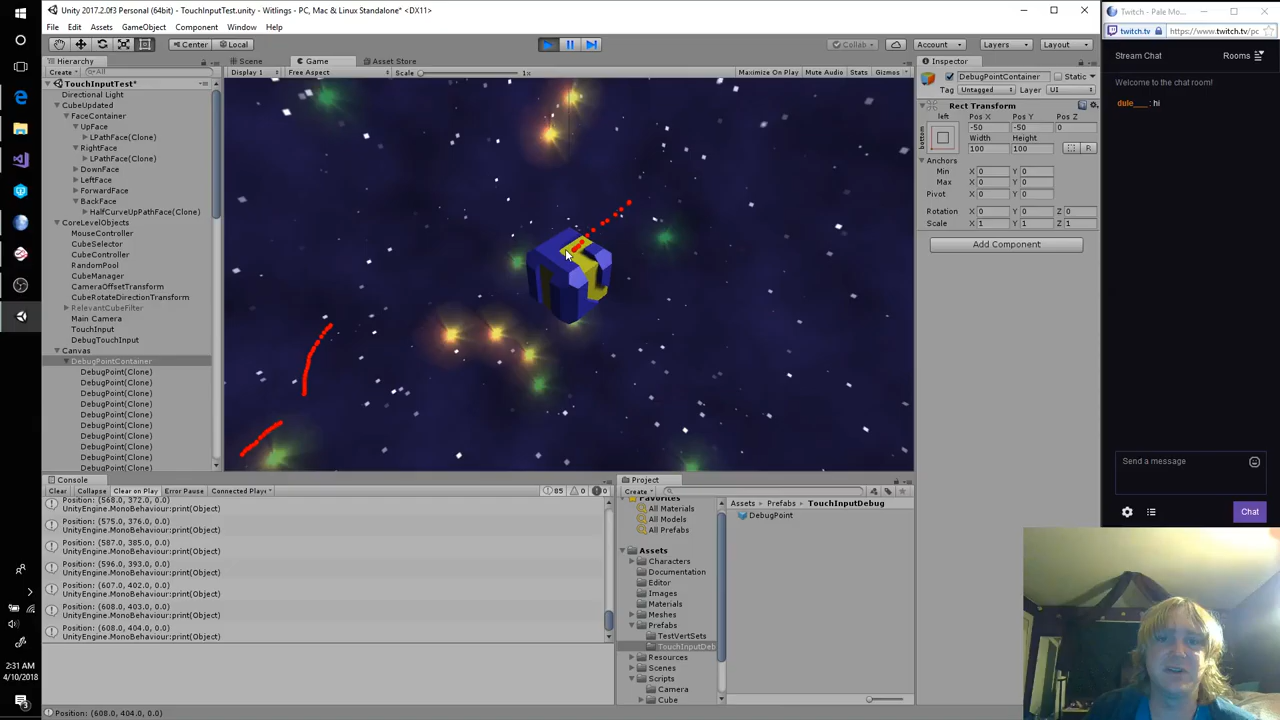 Unity 2017.2.0f3 Personal (64bit) - TouchInputTest.unity - Witlings - PC, Mac & Linux Standalone* <DX11>
File Edit Assets GameObject Component Window Help
Center Local
Collab Account Layers Layout
Hierarchy
Create All
TouchInputTest*
Directional Light
CubeUpdated
FaceContainer
UpFace
LPathFace(Clone)
RightFace
LPathFace(Clone)
DownFace
LeftFace
ForwardFace
BackFace
HalfCurveUpPathFace(Clone)
CoreLevelObjects
MouseController
CubeSelector
CubeController
RandomPool
CubeManager
CameraOffsetTransform
CubeRotateDirectionTransform
RelevantCubeFilter
Main Camera
TouchInput
DebugTouchInput
Canvas
DebugPointContainer
DebugPoint(Clone)
DebugPoint(Clone)
DebugPoint(Clone)
DebugPoint(Clone)
DebugPoint(Clone)
DebugPoint(Clone)
DebugPoint(Clone)
DebugPoint(Clone)
DebugPoint(Clone)
DebugPoint(Clone)
Scene Game Asset Store
Display 1 Free Aspect Scale 1x Maximize On Play Mute Audio Stats Gizmos
Inspector
DebugPointContainer Static
Tag Untagged Layer UI
Rect Transform
left
bottom
Pos X Pos Y Pos Z
-50 -50 0
Width Height
100 100
R
Anchors
Min X 0 Y 0
Max X 0 Y 0
Pivot X 0 Y 0
Rotation X 0 Y 0 Z 0
Scale X 1 Y 1 Z 1
Add Component
Console
Clear Collapse Clear on Play Error Pause Connected Play 85 0 0
Position: (568.0, 372.0, 0.0)
UnityEngine.MonoBehaviour:print(Object)
Position: (575.0, 376.0, 0.0)
UnityEngine.MonoBehaviour:print(Object)
Position: (587.0, 385.0, 0.0)
UnityEngine.MonoBehaviour:print(Object)
Position: (596.0, 393.0, 0.0)
UnityEngine.MonoBehaviour:print(Object)
Position: (607.0, 402.0, 0.0)
UnityEngine.MonoBehaviour:print(Object)
Position: (608.0, 403.0, 0.0)
UnityEngine.MonoBehaviour:print(Object)
Position: (608.0, 404.0, 0.0)
UnityEngine.MonoBehaviour:print(Object)
Position: (608.0, 404.0, 0.0)
Project
Create
Favorites
All Materials
All Models
All Prefabs
Assets
Characters
Documentation
Editor
Images
Materials
Meshes
Prefabs
TestVertSets
TouchInputDeb
Resources
Scenes
Scripts
Camera
Cube
Assets Prefabs TouchInputDebug
DebugPoint
Twitch - Pale Mo...
twitch.tv https://www.twitch.tv/pc
Stream Chat Rooms
Welcome to the chat room!
dule___: hi
Send a message
Chat
2:31 AM
4/10/2018